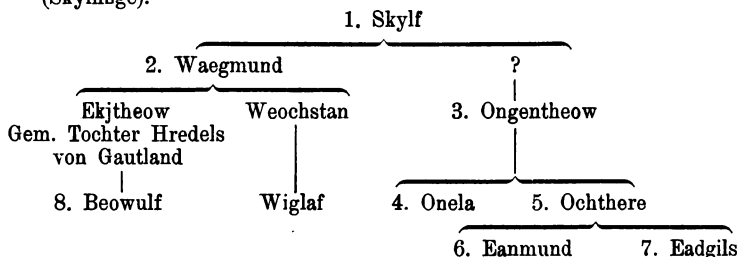 (Skylfinge).
1. Skylf
2. Waegmund ?
Ekjtheow Weochstan 3. Ongentheow
Gem. Tochter Hredels
von Gautland
8. Beowulf Wiglaf 4. Onela 5. Ochthere
6. Eanmund 7. Eadgils